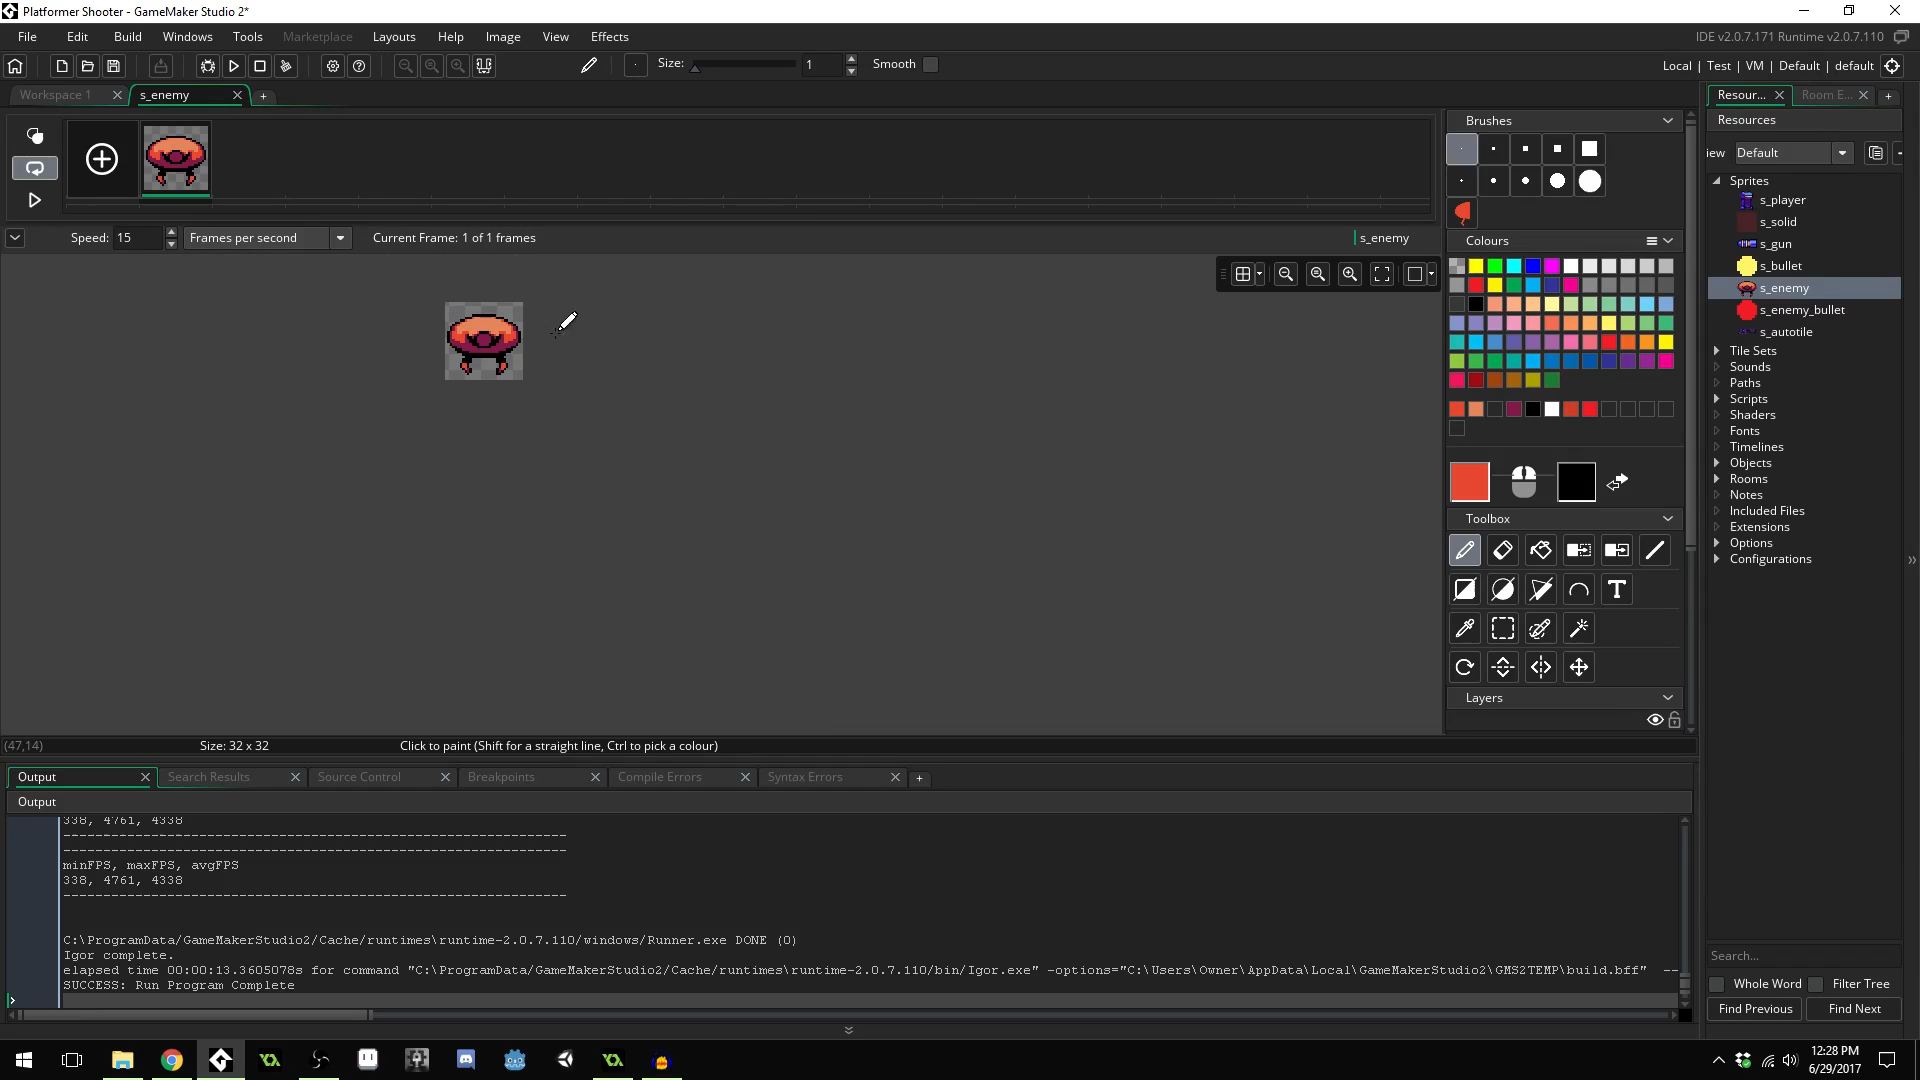 Platformer Shooter - GameMaker Studio 2*
File Edit Build Windows Tools Marketplace Layouts Help Image View Effects
IDE v2.0.7.171 Runtime v2.0.7.110
Size: 1 Smooth
Local | Test | VM | Default | default
Workspace 1 s_enemy
Resour... Room E...
Brushes
Resources
iew Default
Sprites
s_player
s_solid
s_gun
s_bullet
s_enemy
s_enemy_bullet
s_autotile
Tile Sets
Sounds
Paths
Scripts
Shaders
Fonts
Timelines
Objects
Rooms
Notes
Included Files
Extensions
Options
Configurations
Speed: 15 Frames per second Current Frame: 1 of 1 frames s_enemy
Colours
Toolbox
T
Layers
(47,14) Size: 32 x 32 Click to paint (Shift for a straight line, Ctrl to pick a colour)
Output Search Results Source Control Breakpoints Compile Errors Syntax Errors
Output
338, 4761, 4338
----------------------------------------------------------------
----------------------------------------------------------------
minFPS, maxFPS, avgFPS
338, 4761, 4338
----------------------------------------------------------------
C:\ProgramData/GameMakerStudio2/Cache/runtimes\runtime-2.0.7.110/windows/Runner.exe DONE (0)
Igor complete.
elapsed time 00:00:13.3605078s for command "C:\ProgramData/GameMakerStudio2/Cache/runtimes\runtime-2.0.7.110/bin/Igor.exe" -options="C:\Users\Owner\AppData\Local\GameMakerStudio2\GMS2TEMP\build.bff" --
SUCCESS: Run Program Complete
Search...
Whole Word Filter Tree
Find Previous Find Next
12:28 PM
6/29/2017